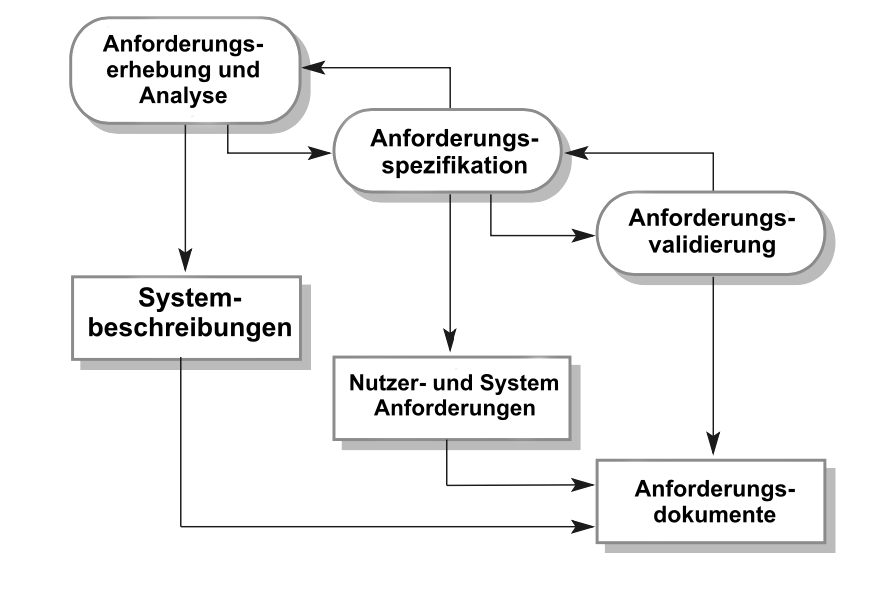 Anforderungs-
erhebung und
Analyse
Anforderungs-
spezifikation
Anforderungs-
validierung
System-
beschreibungen
Nutzer- und System
Anforderungen
Anforderungs-
dokumente